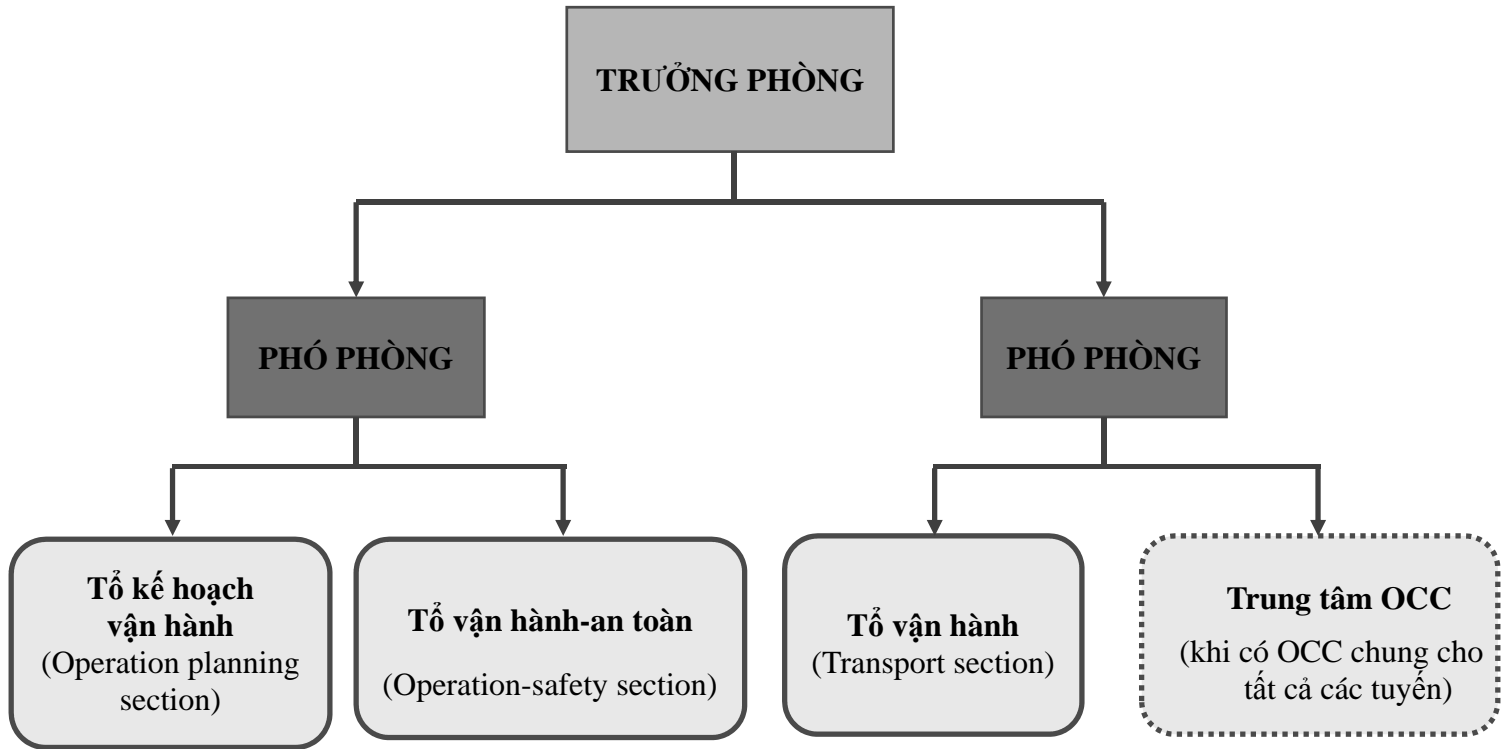 TRƯỞNG PHÒNG
PHÓ PHÒNG
PHÓ PHÒNG
Tổ kế hoạch
vận hành
(Operation planning
section)
Tổ vận hành-an toàn
(Operation-safety section)
Tổ vận hành
(Transport section)
Trung tâm OCC
(khi có OCC chung cho
tất cả các tuyến)